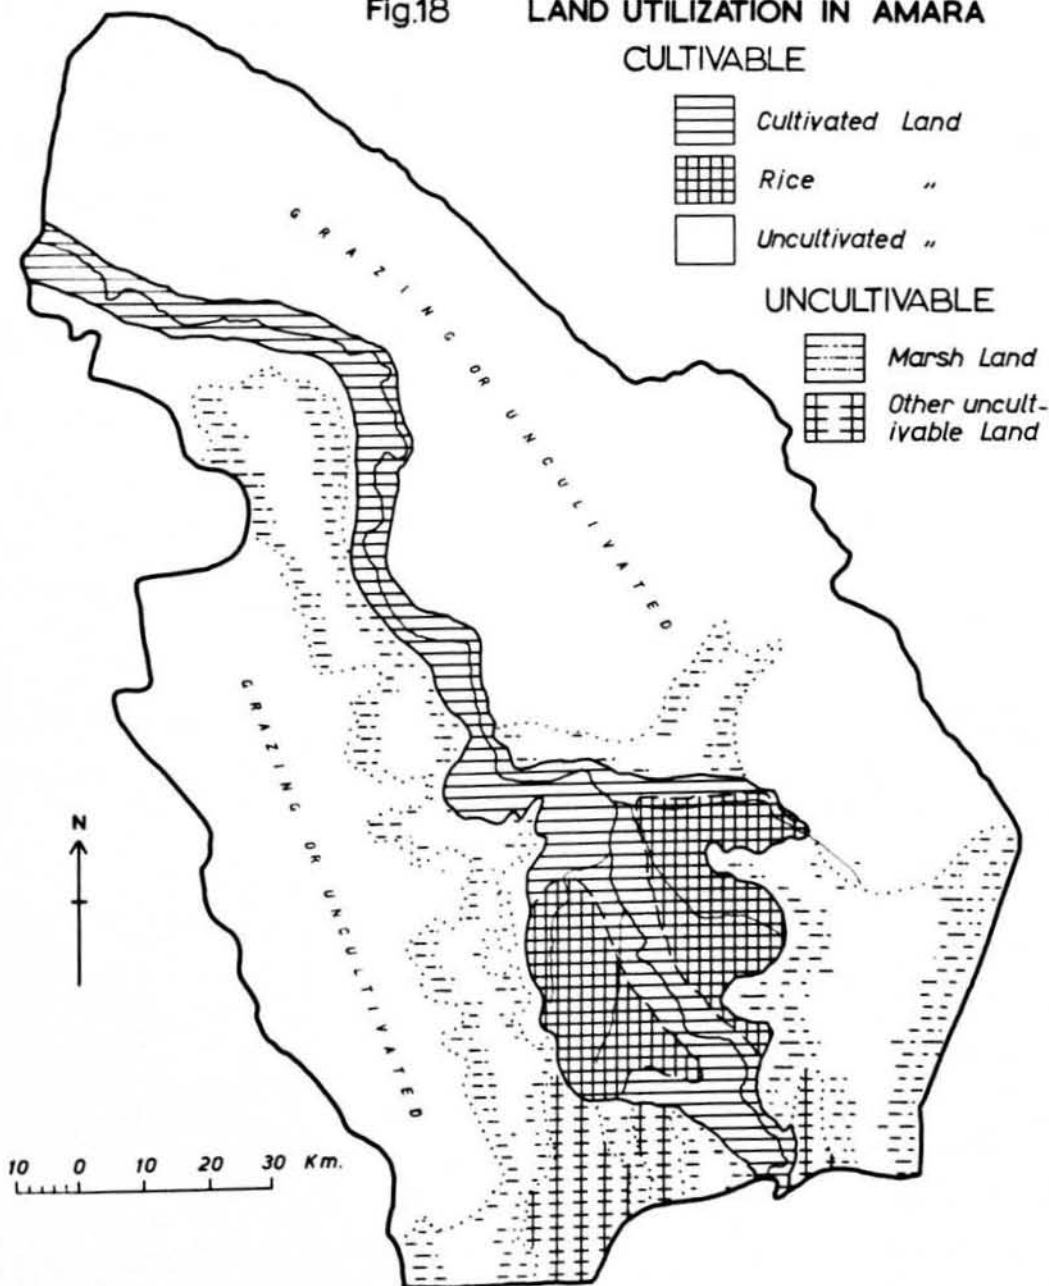 Fig.18 LAND UTILIZATION IN AMARA
CULTIVABLE
Cultivated Land
Rice „
Uncultivated „
UNCULTIVABLE
Marsh Land
Other uncult-
ivable Land
GRAZING OR UNCULIVATED
GRAZING OR UNCULTIVATED
N
10 0 10 20 30 Km.